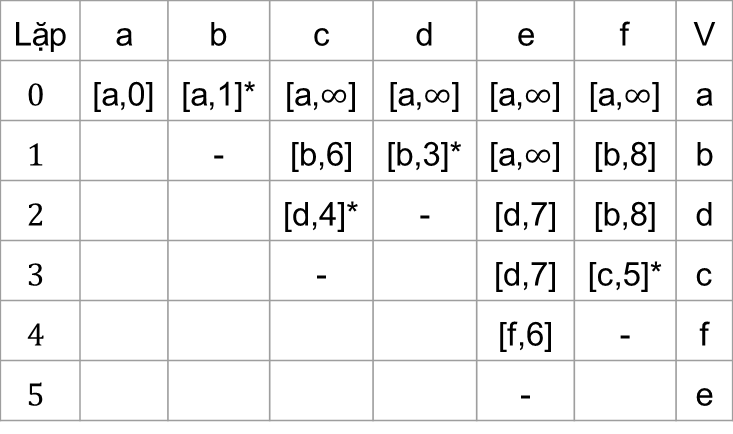 Lặp a b c d e f V
0 [a,0] [a,1]* [a,∞] [a,∞] [a,∞] [a,∞] a
1 - [b,6] [b,3]* [a,∞] [b,8] b
2 [d,4]* - [d,7] [b,8] d
3 - [d,7] [c,5]* c
4 [f,6] - f
5 - e